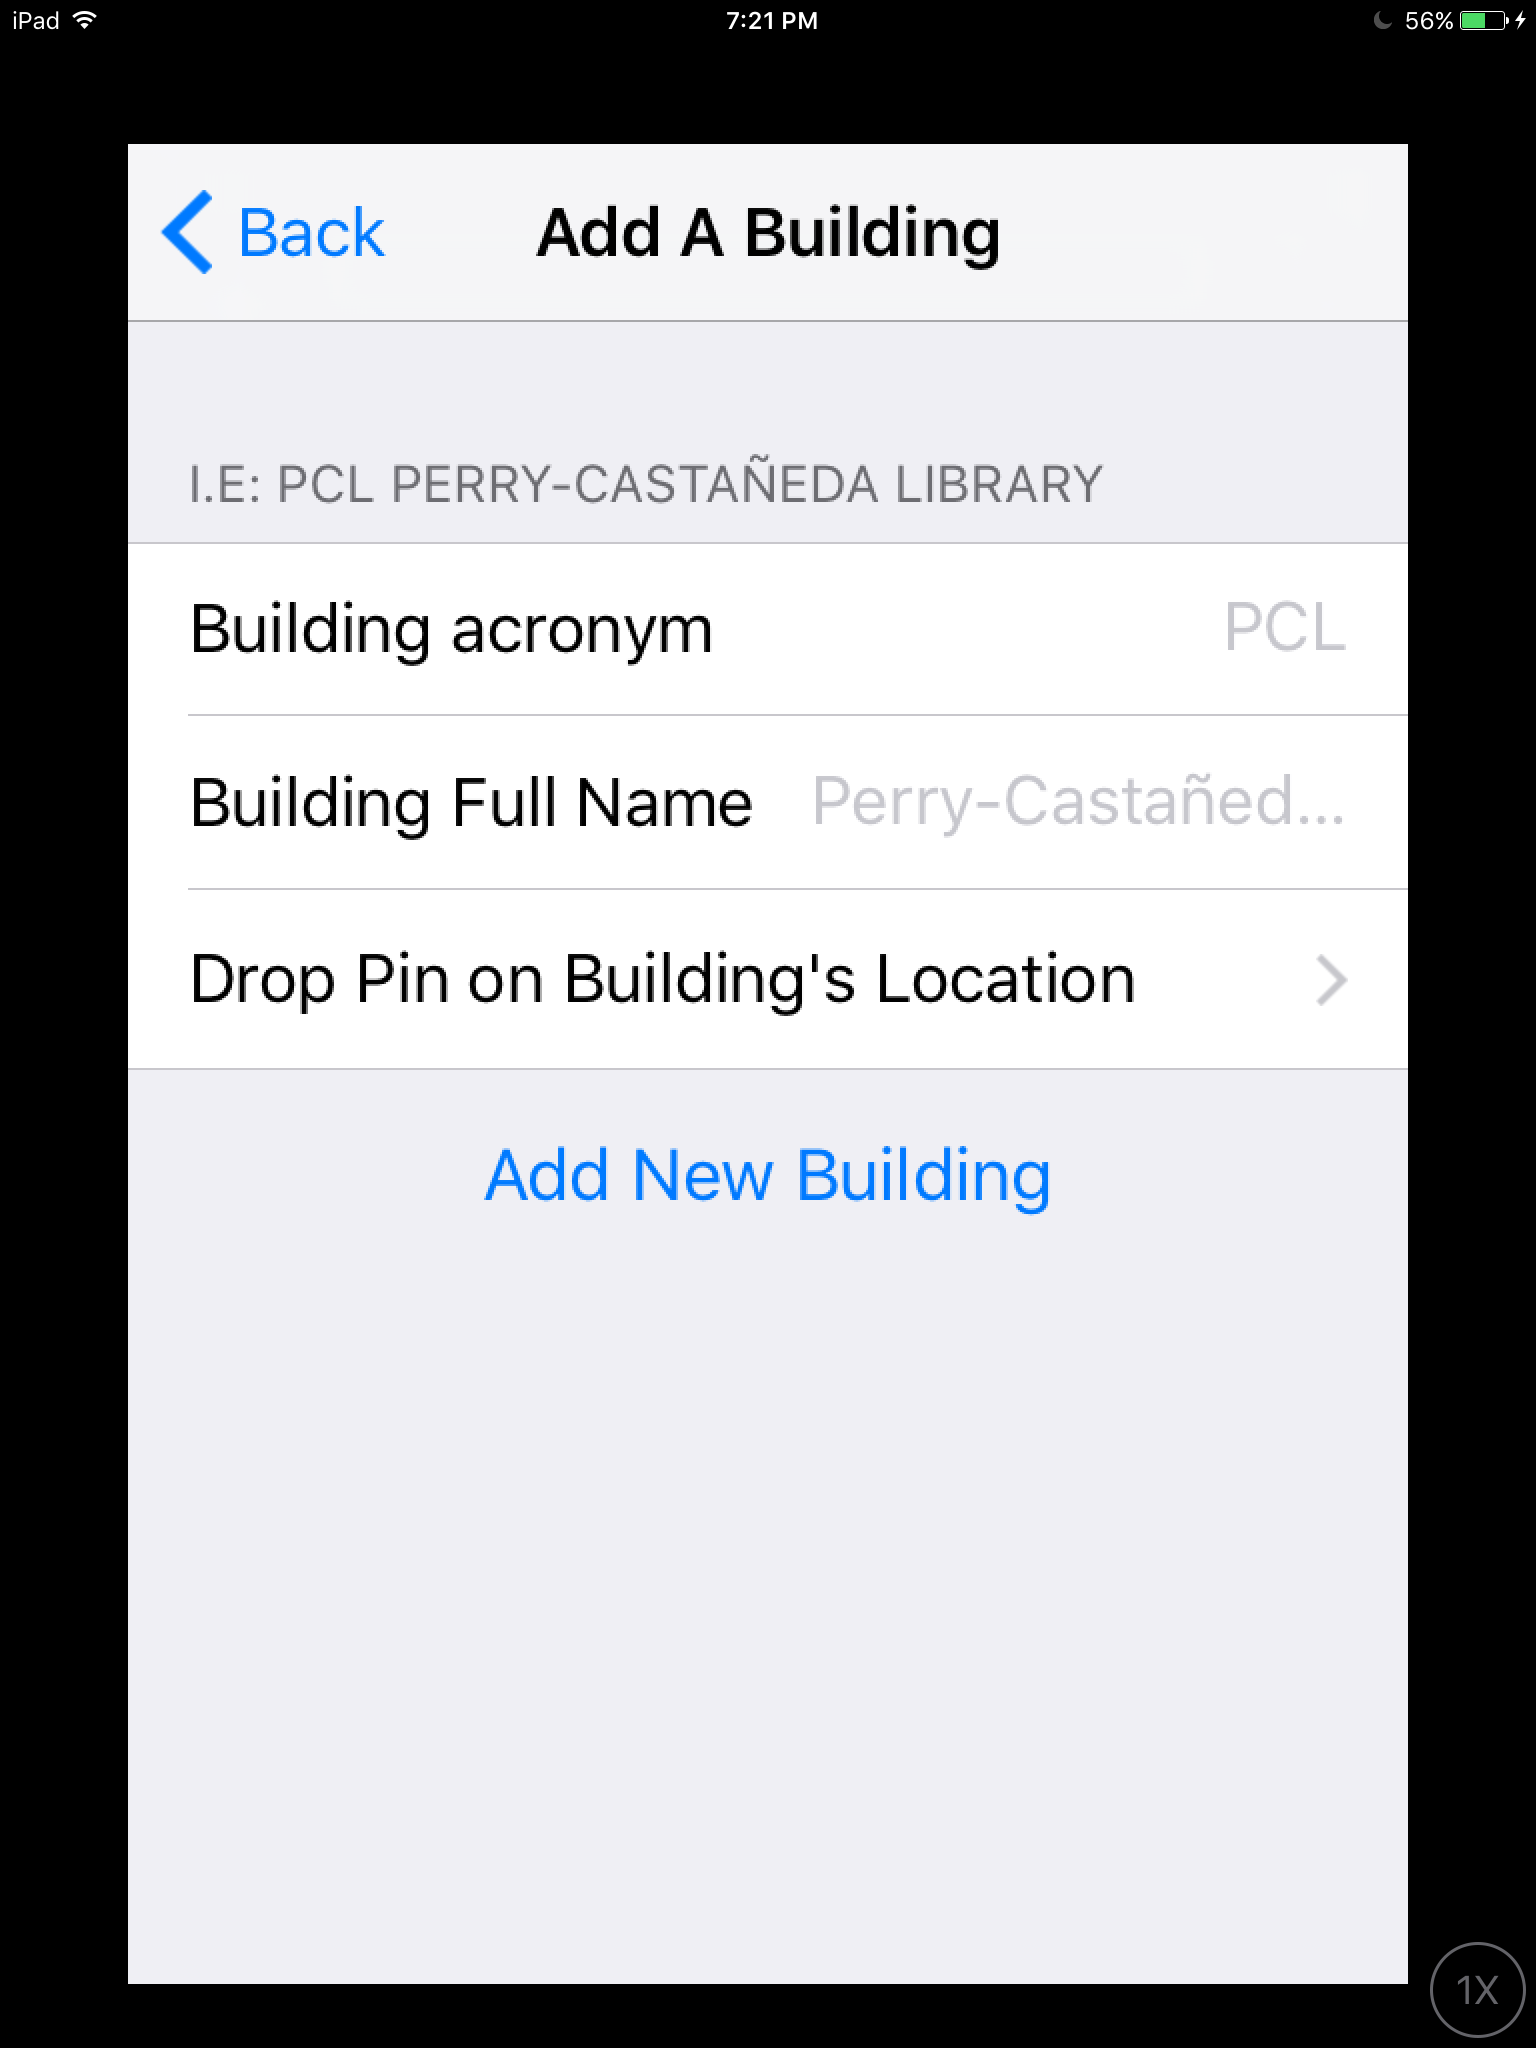 iPad 7:21 PM 56%
Back Add A Building
I.E: PCL PERRY-CASTAÑEDA LIBRARY
Building acronym PCL
Building Full Name Perry-Castañed...
Drop Pin on Building's Location
Add New Building
1X